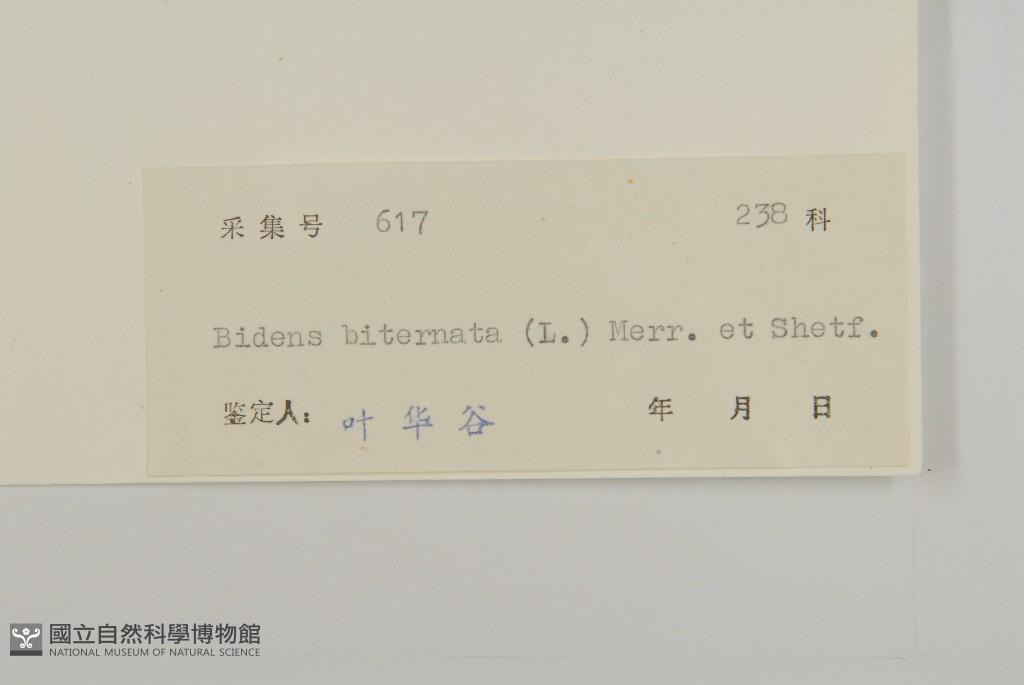 采集号 617 238 科
Bidens biternata (L.) Merr. et Shetf.
鉴定人: 叶华谷 年 月 日
國立自然科學博物館
NATIONAL MUSEUM OF NATURAL SCIENCE